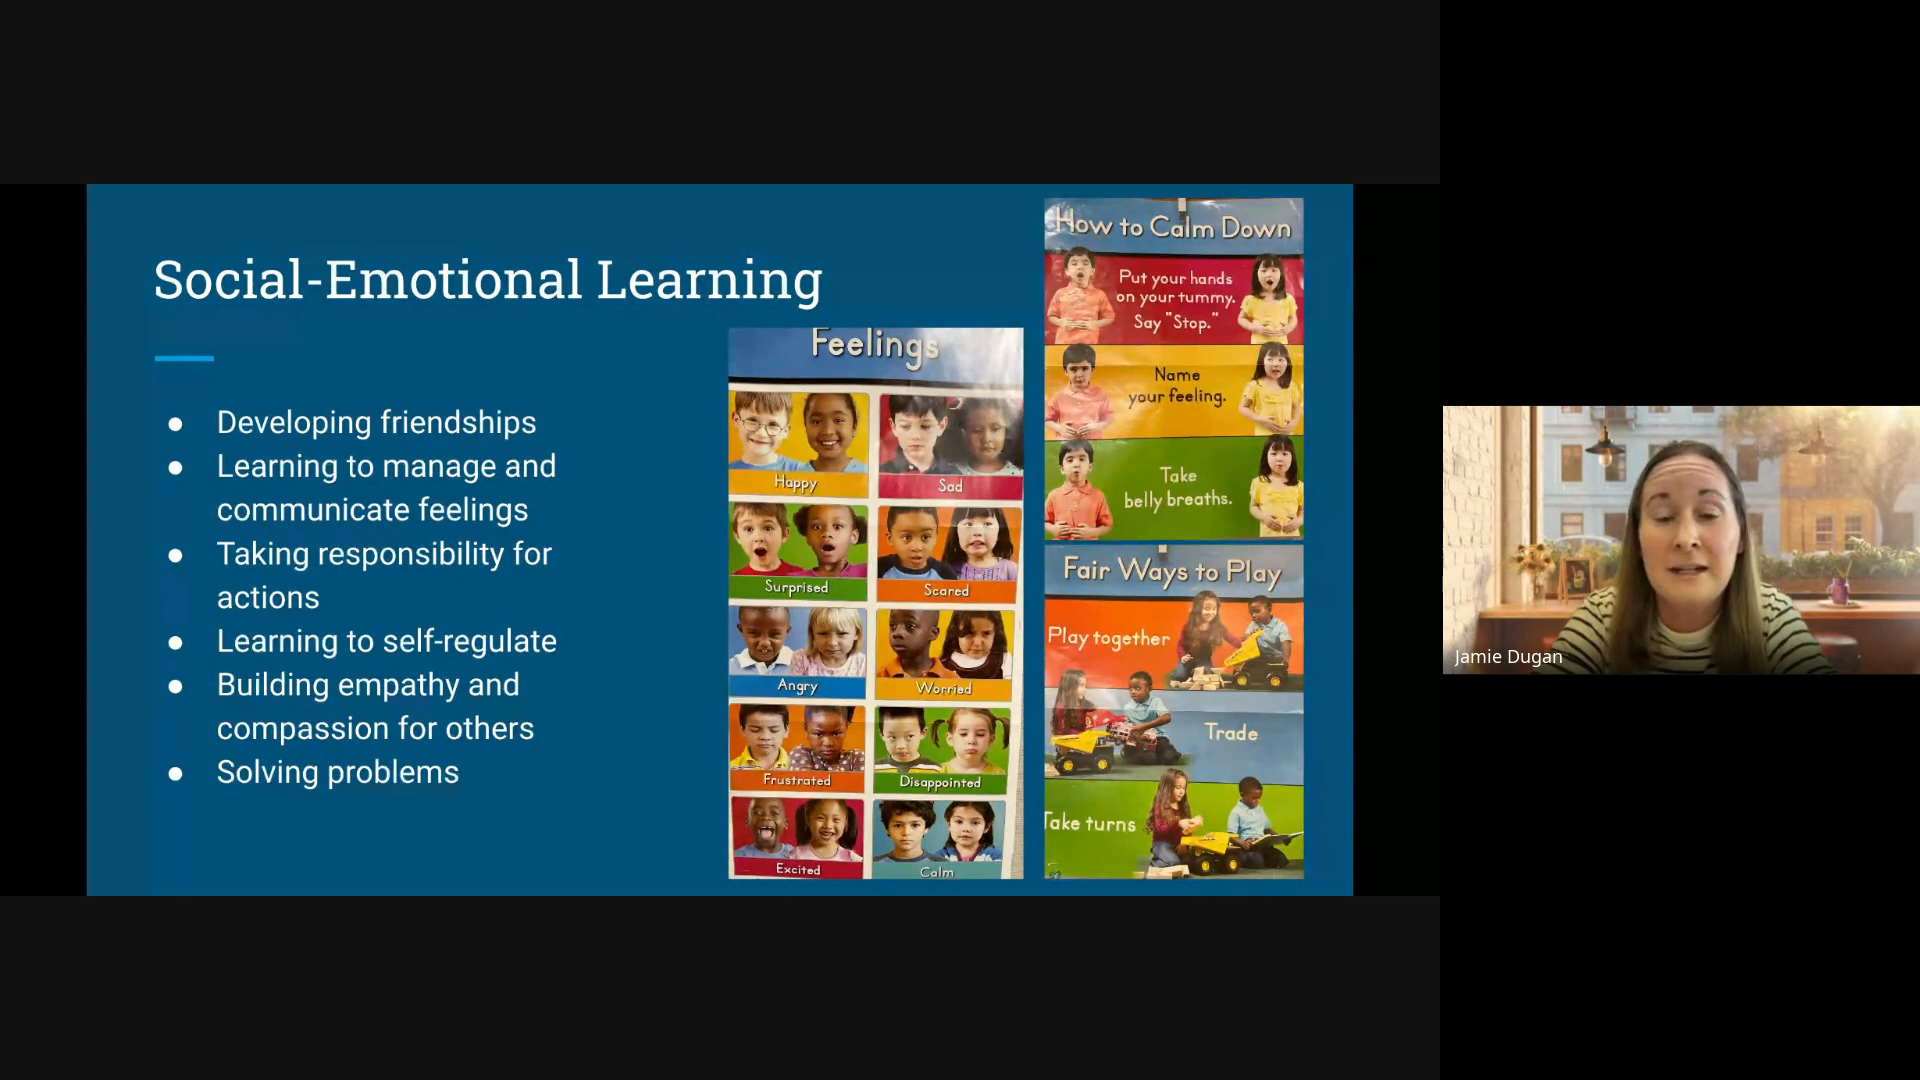 Social-Emotional Learning
● Developing friendships
● Learning to manage and
communicate feelings
● Taking responsibility for
actions
● Learning to self-regulate
● Building empathy and
compassion for others
● Solving problems
Feelings
Happy
Sad
Surprised
Scared
Angry
Worried
Frustrated
Disappointed
Excited
Calm
How to Calm Down
Put your hands
on your tummy.
Say "Stop."
Name
your feeling.
Take
belly breaths.
Fair Ways to Play
Play together
Trade
Take turns
Jamie Dugan